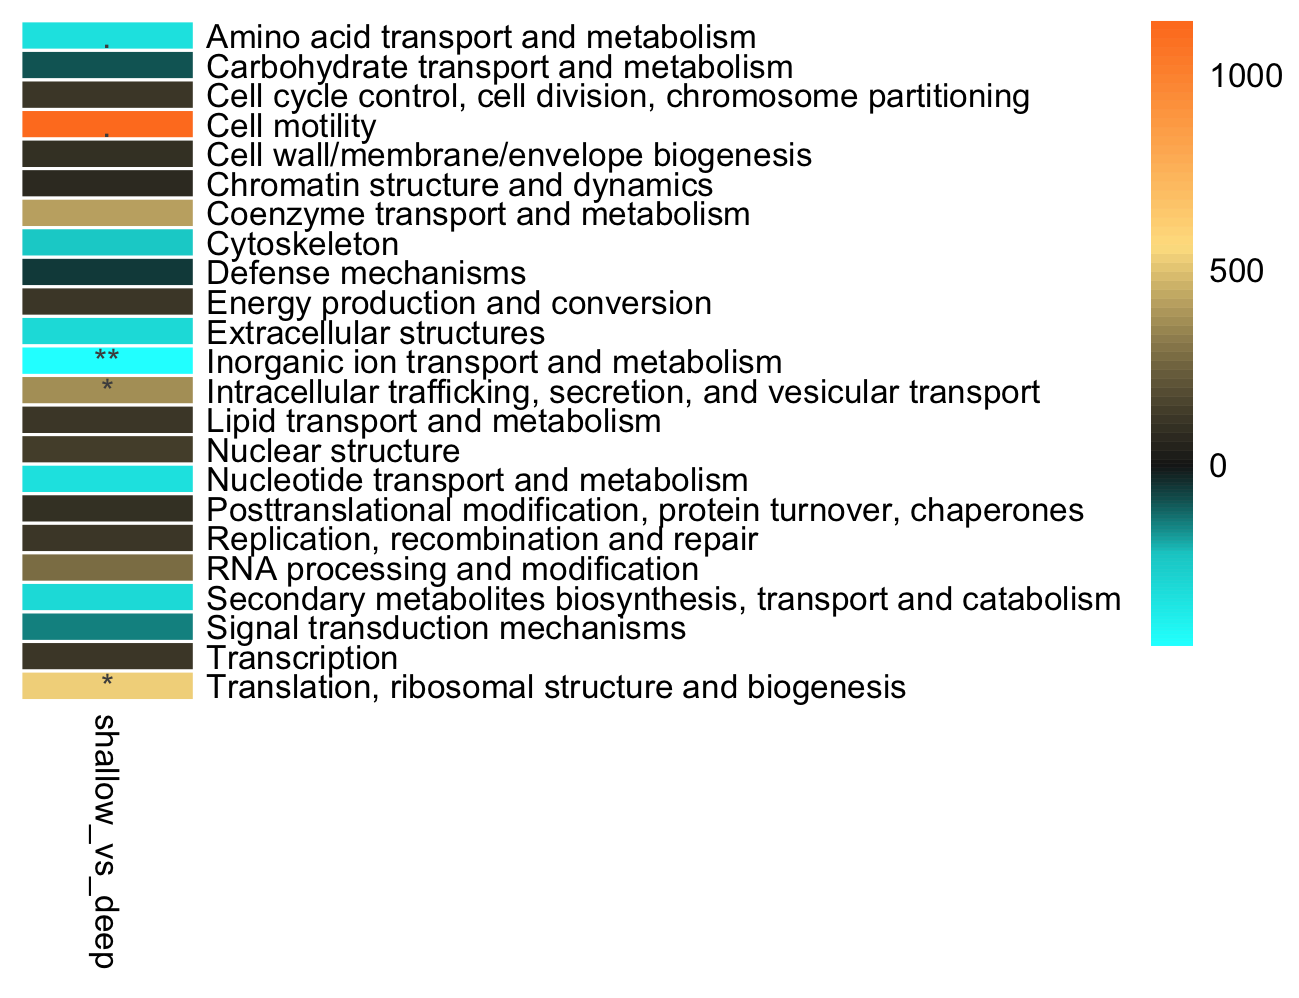 . Amino acid transport and metabolism
Carbohydrate transport and metabolism
Cell cycle control, cell division, chromosome partitioning
. Cell motility
Cell wall/membrane/envelope biogenesis
Chromatin structure and dynamics
Coenzyme transport and metabolism
Cytoskeleton
Defense mechanisms
Energy production and conversion
Extracellular structures
** Inorganic ion transport and metabolism
* Intracellular trafficking, secretion, and vesicular transport
Lipid transport and metabolism
Nuclear structure
Nucleotide transport and metabolism
Posttranslational modification, protein turnover, chaperones
Replication, recombination and repair
RNA processing and modification
Secondary metabolites biosynthesis, transport and catabolism
Signal transduction mechanisms
Transcription
* Translation, ribosomal structure and biogenesis
shallow_vs_deep
1000
500
0